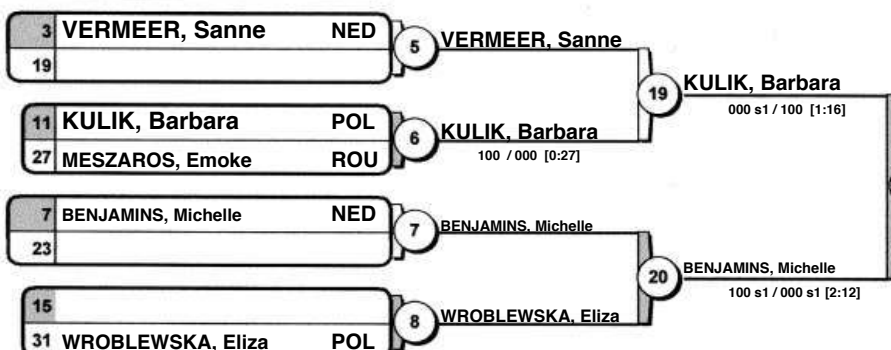 3 VERMEER, Sanne NED
19
5
VERMEER, Sanne
11 KULIK, Barbara POL
27 MESZAROS, Emoke ROU
6
KULIK, Barbara
100 / 000 [0:27]
19
KULIK, Barbara
000 s1 / 100 [1:16]
7 BENJAMINS, Michelle NED
23
7
BENJAMINS, Michelle
15
31 WROBLEWSKA, Eliza POL
8
WROBLEWSKA, Eliza
20
BENJAMINS, Michelle
100 s1 / 000 s1 [2:12]